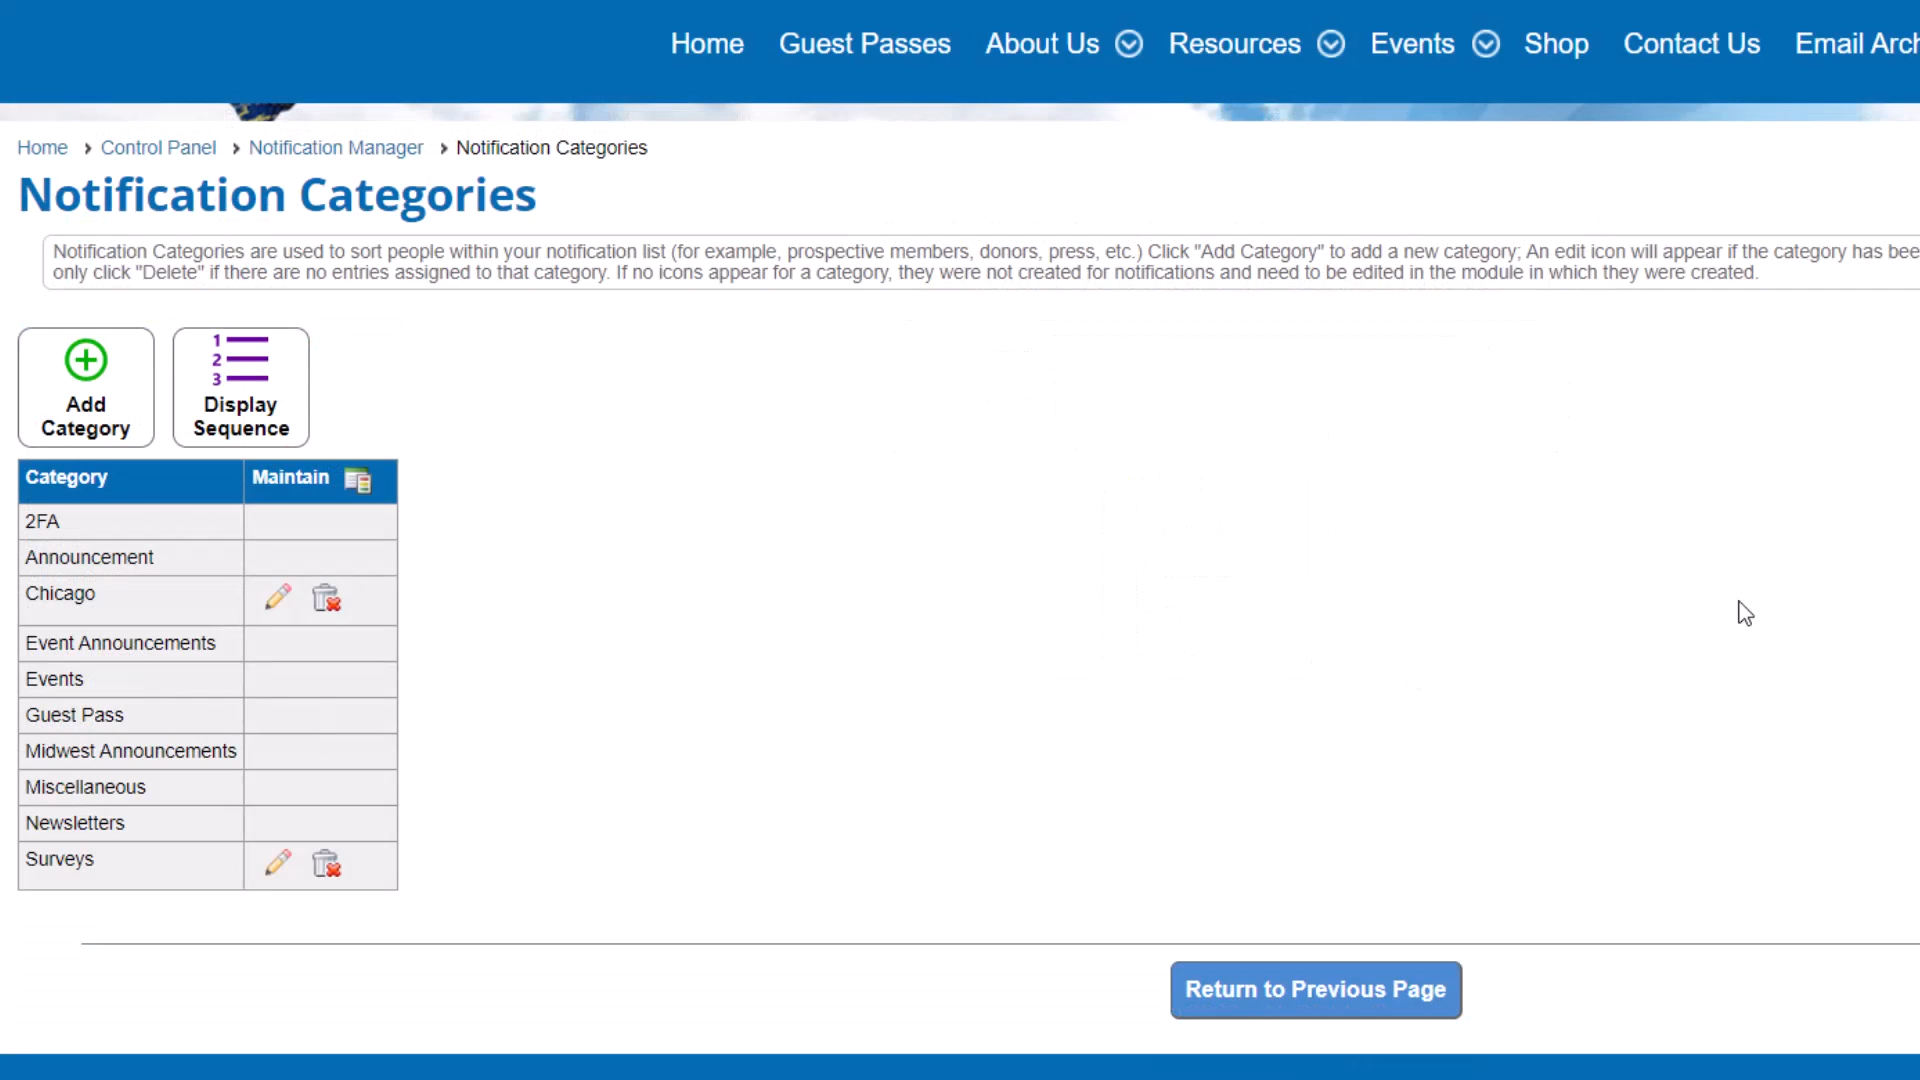 Home Guest Passes About Us Resources Events Shop Contact Us Email Arch
Home › Control Panel › Notification Manager › Notification Categories
Notification Categories
Notification Categories are used to sort people within your notification list (for example, prospective members, donors, press, etc.) Click "Add Category" to add a new category; An edit icon will appear if the category has bee
only click "Delete" if there are no entries assigned to that category. If no icons appear for a category, they were not created for notifications and need to be edited in the module in which they were created.
Add Category
1 2 3 Display Sequence
Category Maintain
2FA
Announcement
Chicago
Event Announcements
Events
Guest Pass
Midwest Announcements
Miscellaneous
Newsletters
Surveys
Return to Previous Page